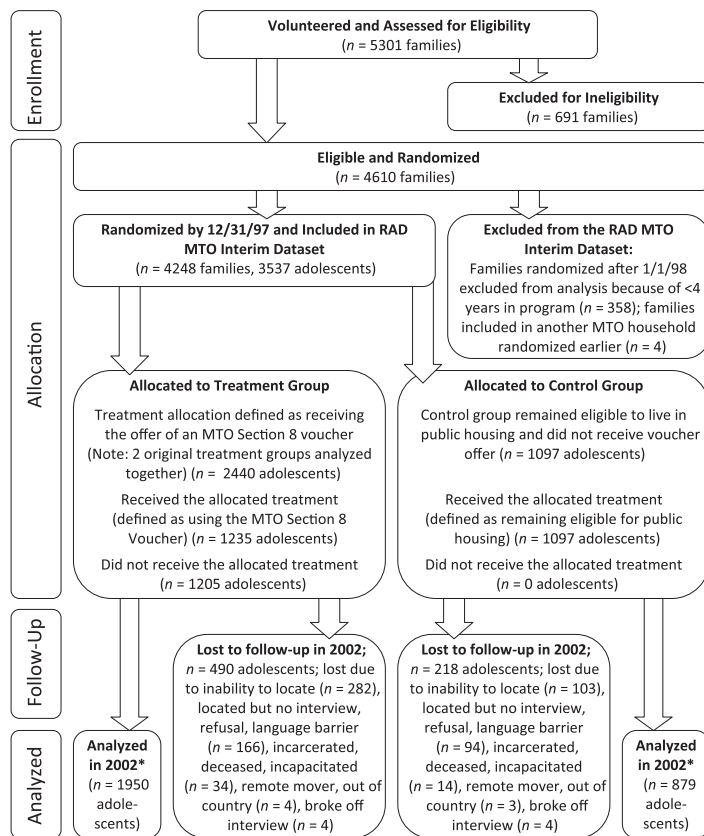 Enrollment
Volunteered and Assessed for Eligibility
(n = 5301 families)
Excluded for Ineligibility
(n = 691 families)
Allocation
Eligible and Randomized
(n = 4610 families)
Randomized by 12/31/97 and Included in RAD
MTO Interim Dataset
(n = 4248 families, 3537 adolescents)
Excluded from the RAD MTO
Interim Dataset:
Families randomized after 1/1/98
excluded from analysis because of <4
years in program (n = 358); families
included in another MTO household
randomized earlier (n = 4)
Allocated to Treatment Group
Treatment allocation defined as receiving
the offer of an MTO Section 8 voucher
(Note: 2 original treatment groups analyzed
together) (n = 2440 adolescents)
Received the allocated treatment
(defined as using the MTO Section 8
Voucher) (n = 1235 adolescents)
Did not receive the allocated treatment
(n = 1205 adolescents)
Allocated to Control Group
Control group remained eligible to live in
public housing and did not receive voucher
offer (n = 1097 adolescents)
Received the allocated treatment
(defined as remaining eligible for public
housing) (n = 1097 adolescents)
Did not receive the allocated treatment
(n = 0 adolescents)
Follow-Up
Lost to follow-up in 2002;
n = 490 adolescents; lost due
to inability to locate (n = 282),
located but no interview,
refusal, language barrier
(n = 166), incarcerated,
deceased, incapacitated
(n = 34), remote mover, out of
country (n = 4), broke off
interview (n = 4)
Lost to follow-up in 2002;
n = 218 adolescents; lost due
to inability to locate (n = 103),
located but no interview,
refusal, language barrier
(n = 94), incarcerated,
deceased, incapacitated
(n = 14), remote mover, out of
country (n = 3), broke off
interview (n = 4)
Analyzed
Analyzed
in 2002*
(n = 1950
adole-
scents)
Analyzed
in 2002*
(n = 879
adole-
scents)